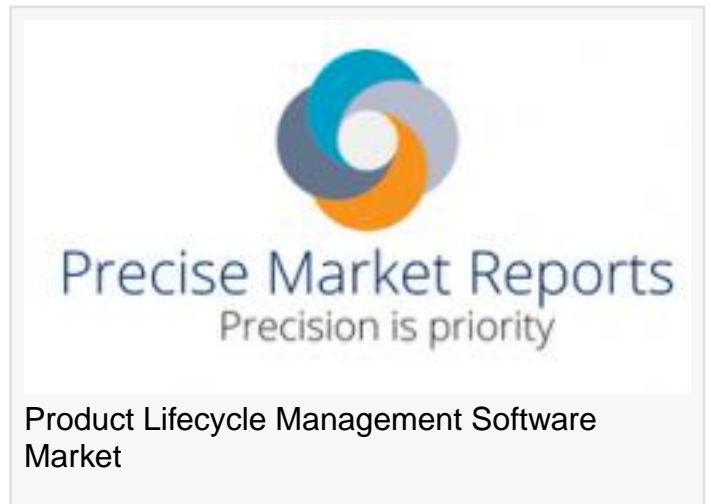 Precise Market Reports
Precision is priority
Product Lifecycle Management Software
Market